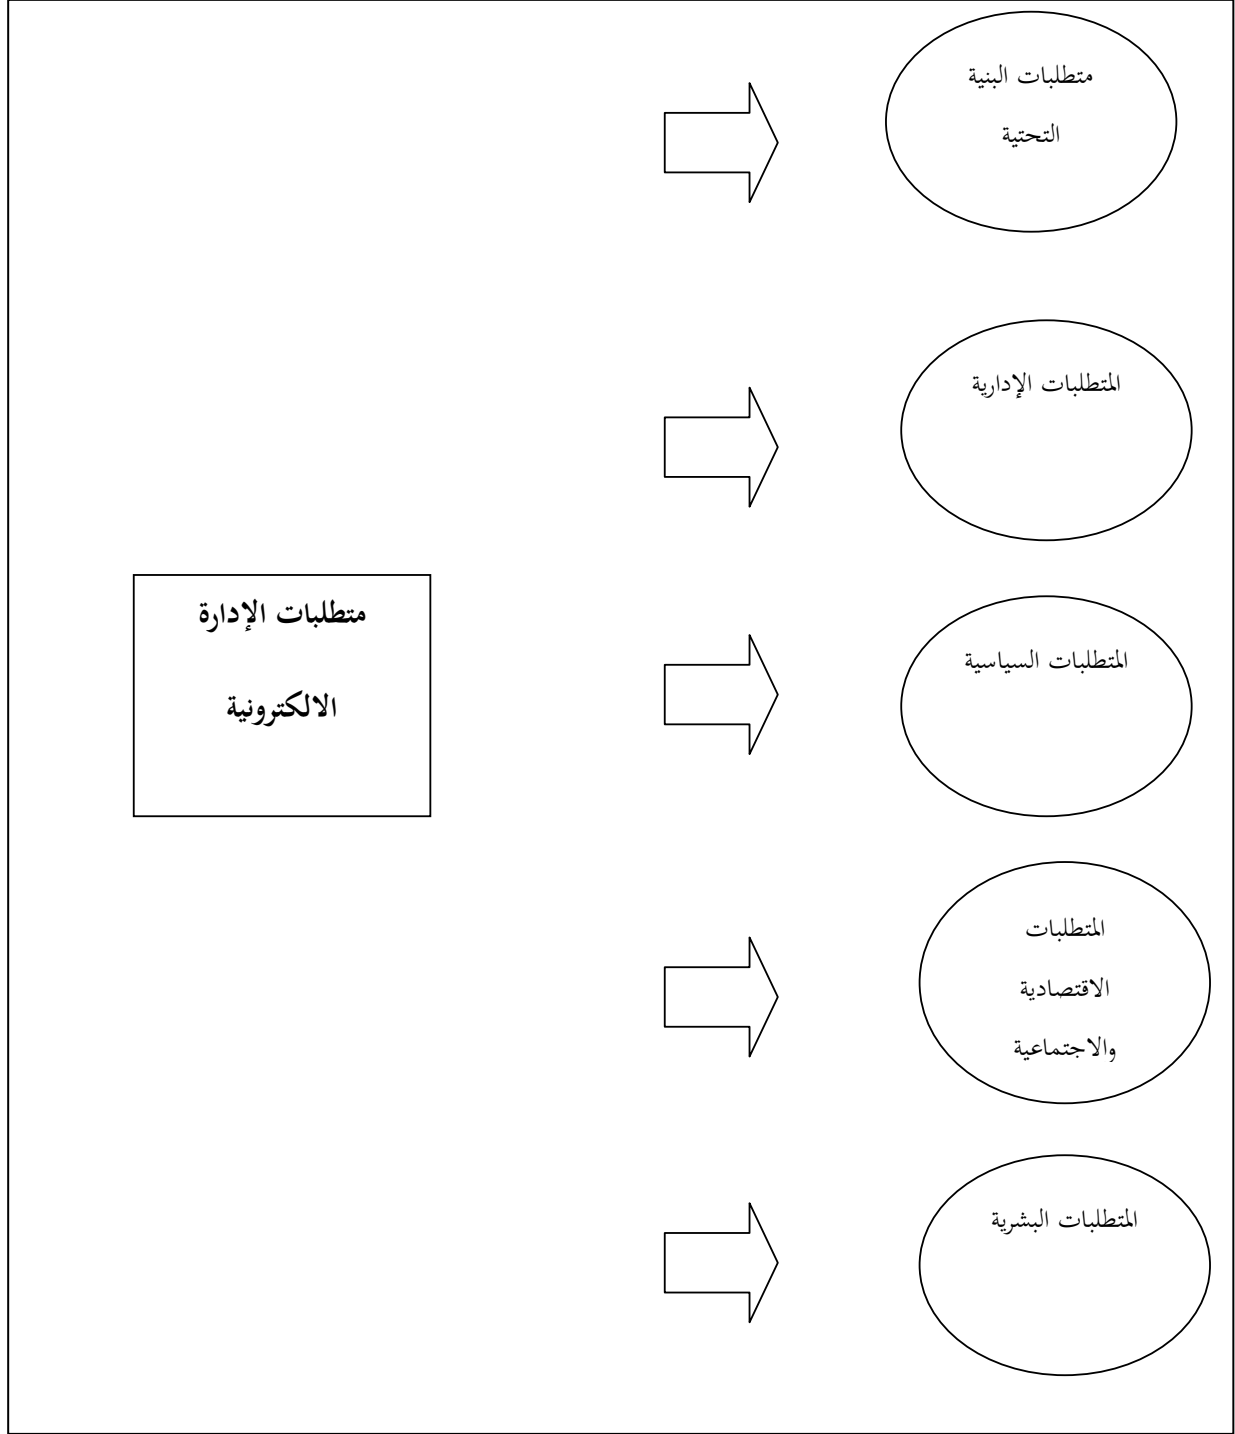 متطلبات البنية
التحتية
المتطلبات الإدارية
متطلبات الإدارة
الالكترونية
المتطلبات السياسية
المتطلبات
الاقتصادية
والاجتماعية
المتطلبات البشرية